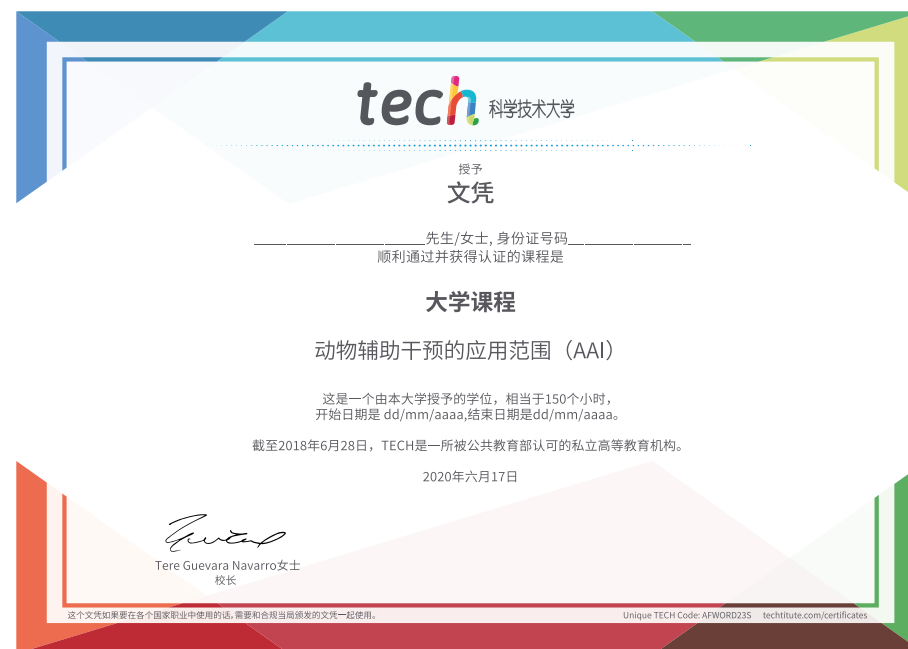 tech 科学技术大学
授予
文凭
________________________先生/女士, 身份证号码__________________
顺利通过并获得认证的课程是
大学课程
动物辅助干预的应用范围（AAI）
这是一个由本大学授予的学位，相当于150个小时，
开始日期是 dd/mm/aaaa,结束日期是dd/mm/aaaa。
截至2018年6月28日，TECH是一所被公共教育部认可的私立高等教育机构。
2020年六月17日
Tere Guevara Navarro女士
校长
这个文凭如果要在各个国家职业中使用的话,需要和合规当局颁发的文凭一起使用。
Unique TECH Code: AFWORD23S techtitute.com/certificates